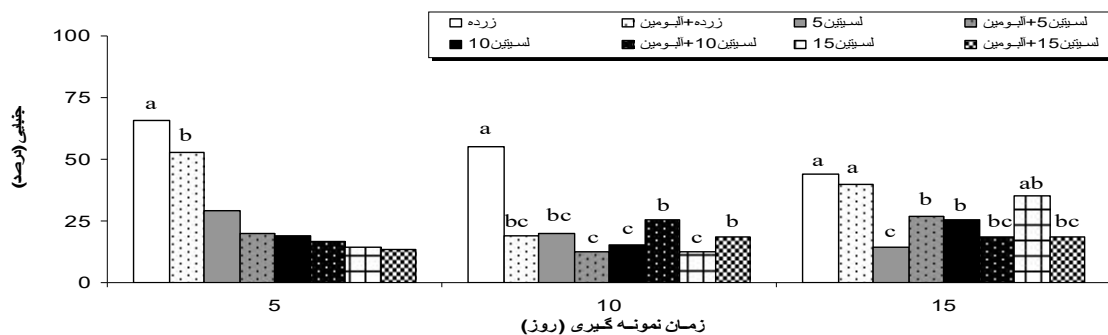 زرده
زرده+آلبومین
لسیتین5
لسیتین5+آلبومین
لسیتین10
لسیتین10+آلبومین
لسیتین15
لسیتین15+آلبومین
100
75
50
25
0
جنبایی(درصد)
a
b
a
bc
bc
c
c
b
c
b
a
a
c
b
b
bc
ab
bc
5
10
15
زمان نمونه گیری (روز)